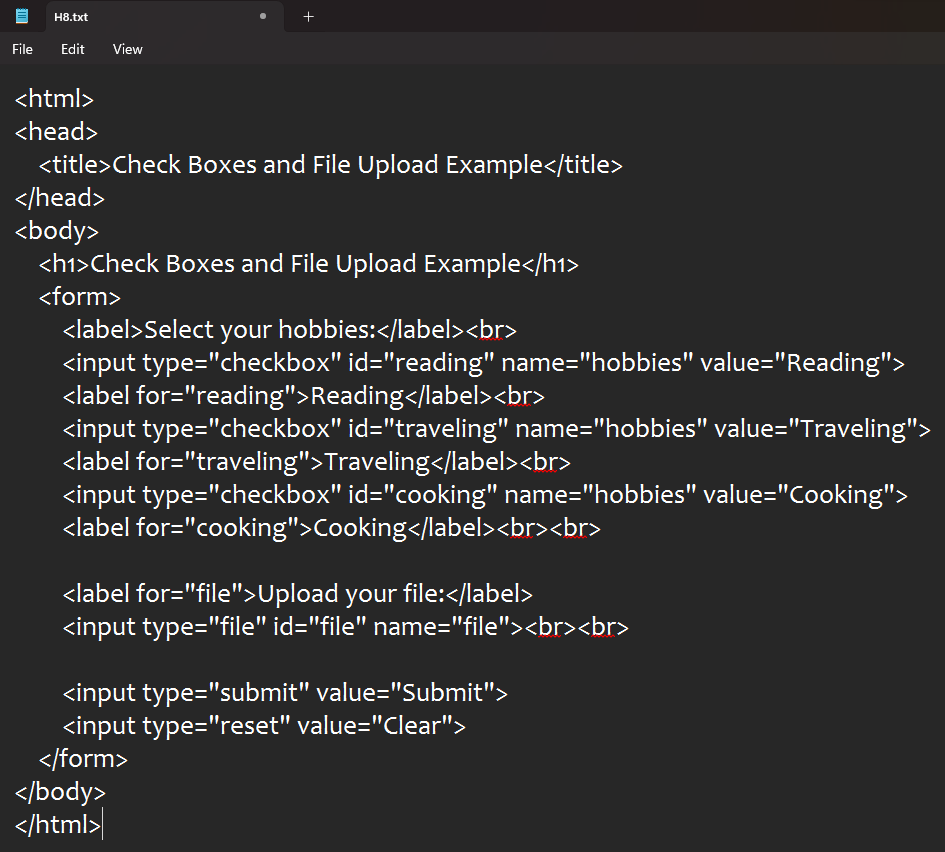 H8.txt
File Edit View
<html>
<head>
<title>Check Boxes and File Upload Example</title>
</head>
<body>
<h1>Check Boxes and File Upload Example</h1>
<form>
<label>Select your hobbies:</label><br>
<input type="checkbox" id="reading" name="hobbies" value="Reading">
<label for="reading">Reading</label><br>
<input type="checkbox" id="traveling" name="hobbies" value="Traveling">
<label for="traveling">Traveling</label><br>
<input type="checkbox" id="cooking" name="hobbies" value="Cooking">
<label for="cooking">Cooking</label><br><br>
<label for="file">Upload your file:</label>
<input type="file" id="file" name="file"><br><br>
<input type="submit" value="Submit">
<input type="reset" value="Clear">
</form>
</body>
</html>